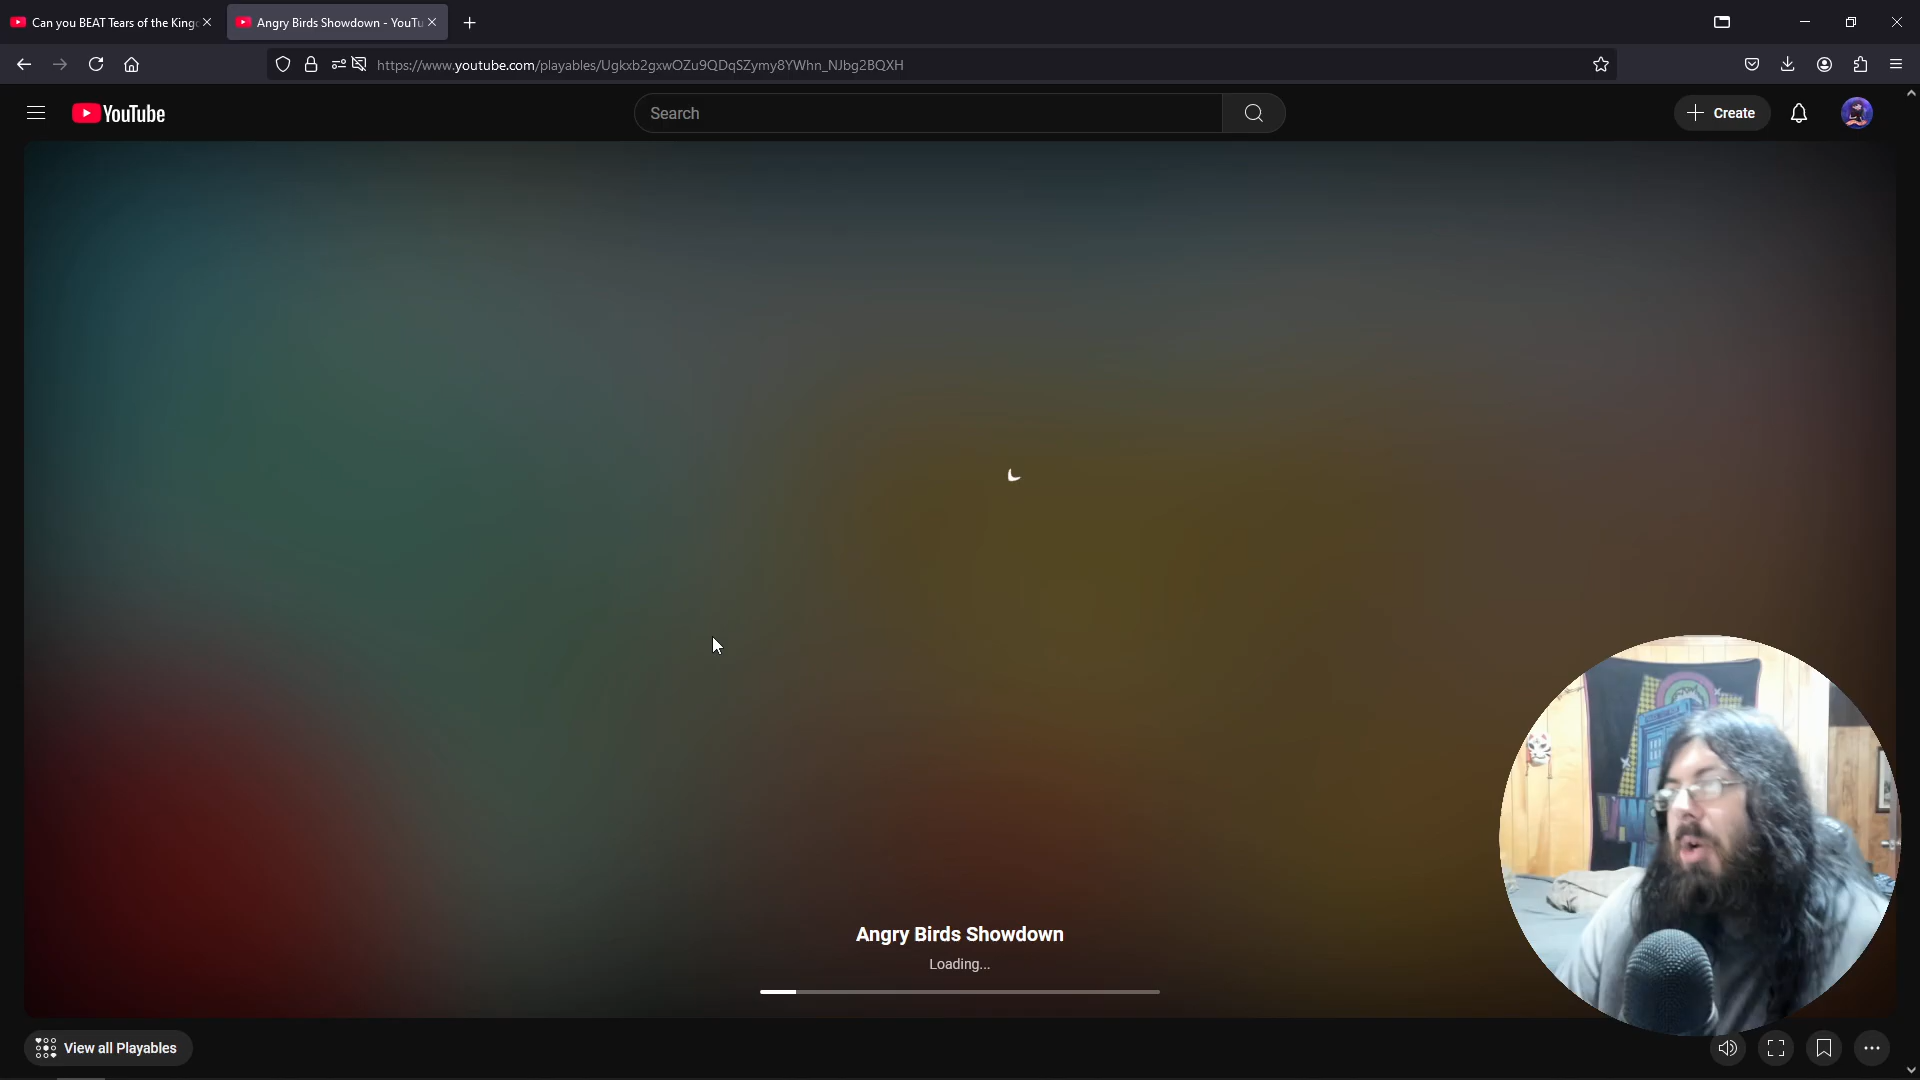 Can you BEAT Tears of the King
Angry Birds Showdown - YouTu
https://www.youtube.com/playables/Ugkxb2gxwOZu9QDqSZymy8YWhn_NJbg2BQXH
YouTube
Search
Create
Angry Birds Showdown
Loading...
View all Playables